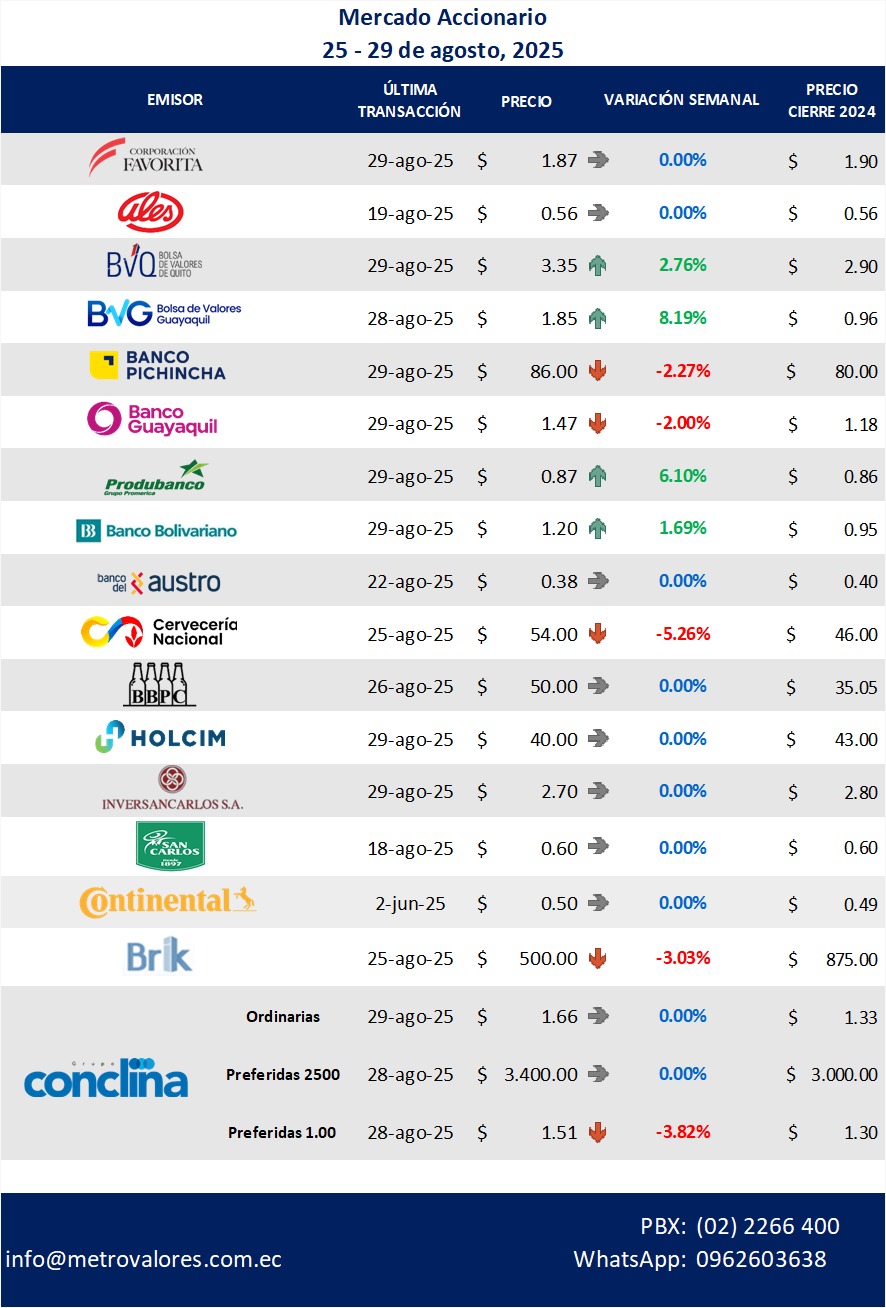 Mercado Accionario
25 - 29 de agosto, 2025
EMISOR ÚLTIMA TRANSACCIÓN PRECIO VARIACIÓN SEMANAL PRECIO CIERRE 2024
CORPORACIÓN FAVORITA 29-ago-25 $ 1.87 0.00% $ 1.90
ales 19-ago-25 $ 0.56 0.00% $ 0.56
BVQ BOLSA DE VALORES DE QUITO 29-ago-25 $ 3.35 2.76% $ 2.90
BVG Bolsa de Valores Guayaquil 28-ago-25 $ 1.85 8.19% $ 0.96
BANCO PICHINCHA 29-ago-25 $ 86.00 -2.27% $ 80.00
Banco Guayaquil 29-ago-25 $ 1.47 -2.00% $ 1.18
Produbanco Grupo Promerica 29-ago-25 $ 0.87 6.10% $ 0.86
BB Banco Bolivariano 29-ago-25 $ 1.20 1.69% $ 0.95
banco del austro 22-ago-25 $ 0.38 0.00% $ 0.40
Cervecería Nacional 25-ago-25 $ 54.00 -5.26% $ 46.00
BBPC 26-ago-25 $ 50.00 0.00% $ 35.05
HOLCIM 29-ago-25 $ 40.00 0.00% $ 43.00
INVERSANCARLOS S.A. 29-ago-25 $ 2.70 0.00% $ 2.80
SAN CARLOS desde 1897 18-ago-25 $ 0.60 0.00% $ 0.60
Continental 2-jun-25 $ 0.50 0.00% $ 0.49
Brik 25-ago-25 $ 500.00 -3.03% $ 875.00
Ordinarias 29-ago-25 $ 1.66 0.00% $ 1.33
Grupo conclina Preferidas 2500 28-ago-25 $ 3.400.00 0.00% $ 3.000.00
Preferidas 1.00 28-ago-25 $ 1.51 -3.82% $ 1.30
PBX: (02) 2266 400
info@metrovalores.com.ec WhatsApp: 0962603638